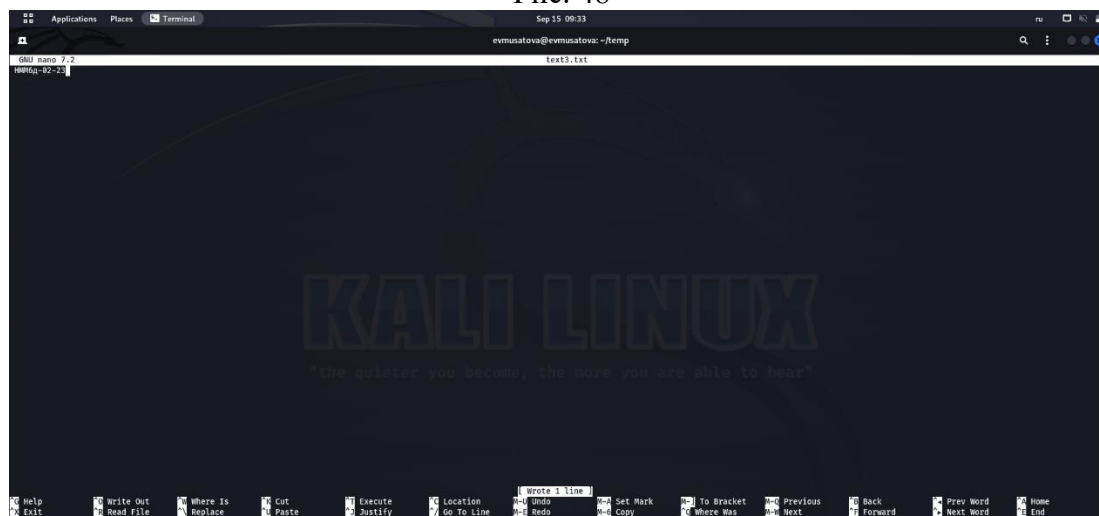 Applications Places Terminal Sep 15 09:33 ru
evmusatova@evmusatova: ~/temp
GNU nano 7.2 text3.txt
НММбд-02-23
KALI LINUX
"the quieter you become, the more you are able to hear"
[ Wrote 1 line ]
^G Help ^O Write Out ^W Where Is ^K Cut ^T Execute ^C Location M-U Undo M-A Set Mark M-] To Bracket M-Q Previous ^B Back ^◂ Prev Word ^A Home
^X Exit ^R Read File ^\ Replace ^U Paste ^J Justify ^/ Go To Line M-E Redo M-6 Copy ^Q Where Was M-W Next ^F Forward ^▸ Next Word ^E End